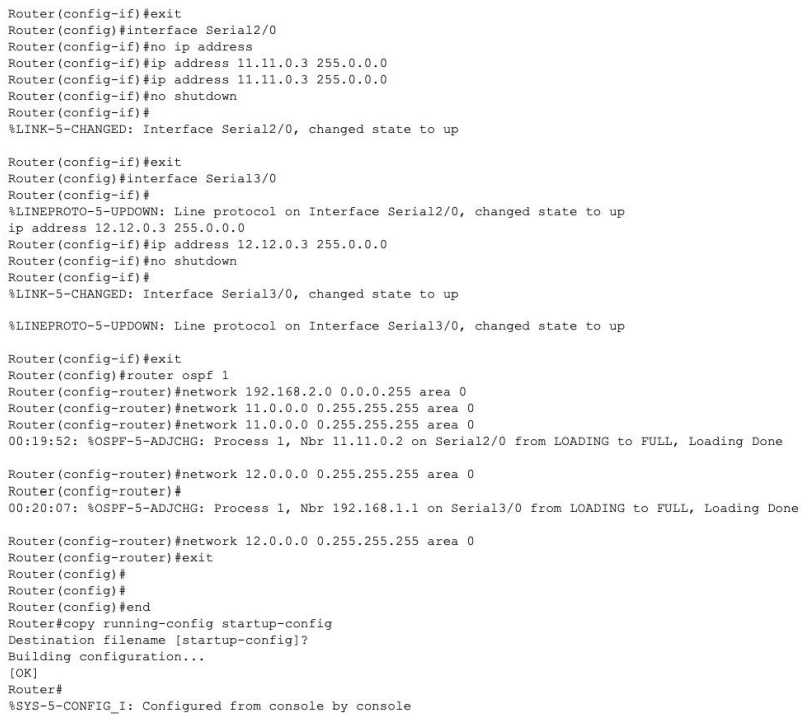 Router(config-if)#exit
Router(config)#interface Serial2/0
Router(config-if)#no ip address
Router(config-if)#ip address 11.11.0.3 255.0.0.0
Router(config-if)#ip address 11.11.0.3 255.0.0.0
Router(config-if)#no shutdown
Router(config-if)#
%LINK-5-CHANGED: Interface Serial2/0, changed state to up
Router(config-if)#exit
Router(config)#interface Serial3/0
Router(config-if)#
%LINEPROTO-5-UPDOWN: Line protocol on Interface Serial2/0, changed state to up
ip address 12.12.0.3 255.0.0.0
Router(config-if)#ip address 12.12.0.3 255.0.0.0
Router(config-if)#no shutdown
Router(config-if)#
%LINK-5-CHANGED: Interface Serial3/0, changed state to up
%LINEPROTO-5-UPDOWN: Line protocol on Interface Serial3/0, changed state to up
Router(config-if)#exit
Router(config)#router ospf 1
Router(config-router)#network 192.168.2.0 0.0.0.255 area 0
Router(config-router)#network 11.0.0.0 0.255.255.255 area 0
Router(config-router)#network 11.0.0.0 0.255.255.255 area 0
00:19:52: %OSPF-5-ADJCHG: Process 1, Nbr 11.11.0.2 on Serial2/0 from LOADING to FULL, Loading Done
Router(config-router)#network 12.0.0.0 0.255.255.255 area 0
Router(config-router)#
00:20:07: %OSPF-5-ADJCHG: Process 1, Nbr 192.168.1.1 on Serial3/0 from LOADING to FULL, Loading Done
Router(config-router)#network 12.0.0.0 0.255.255.255 area 0
Router(config-router)#exit
Router(config)#
Router(config)#
Router(config)#end
Router#copy running-config startup-config
Destination filename [startup-config]?
Building configuration...
[OK]
Router#
%SYS-5-CONFIG_I: Configured from console by console